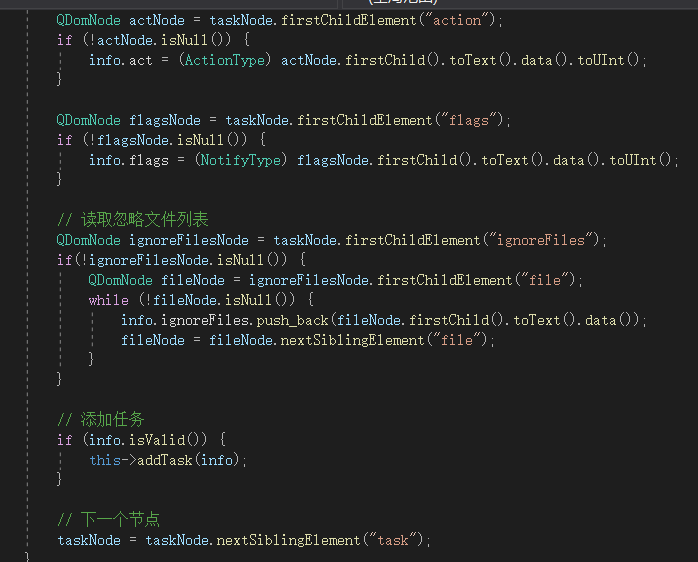 (全局范围)
QDomNode actNode = taskNode.firstChildElement("action");
if (!actNode.isNull()) {
info.act = (ActionType) actNode.firstChild().toText().data().toUInt();
}
QDomNode flagsNode = taskNode.firstChildElement("flags");
if (!flagsNode.isNull()) {
info.flags = (NotifyType) flagsNode.firstChild().toText().data().toUInt();
}
// 读取忽略文件列表
QDomNode ignoreFilesNode = taskNode.firstChildElement("ignoreFiles");
if(!ignoreFilesNode.isNull()) {
QDomNode fileNode = ignoreFilesNode.firstChildElement("file");
while (!fileNode.isNull()) {
info.ignoreFiles.push_back(fileNode.firstChild().toText().data());
fileNode = fileNode.nextSiblingElement("file");
}
}
// 添加任务
if (info.isValid()) {
this->addTask(info);
}
// 下一个节点
taskNode = taskNode.nextSiblingElement("task");
}